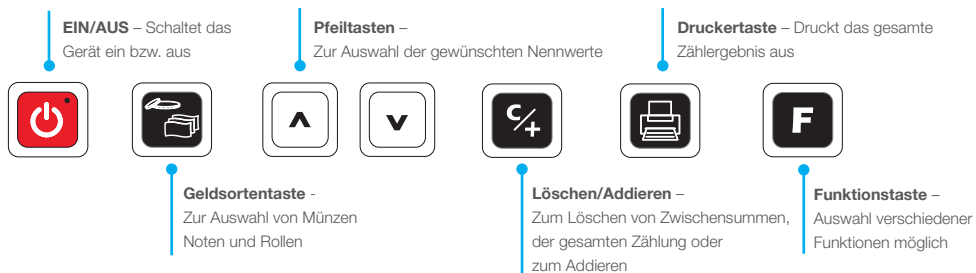 EIN/AUS – Schaltet das
Gerät ein bzw. aus
Pfeiltasten –
Zur Auswahl der gewünschten Nennwerte
Druckertaste – Druckt das gesamte
Zählergebnis aus
C/+
F
Geldsortentaste -
Zur Auswahl von Münzen
Noten und Rollen
Löschen/Addieren –
Zum Löschen von Zwischensummen,
der gesamten Zählung oder
zum Addieren
Funktionstaste –
Auswahl verschiedener
Funktionen möglich